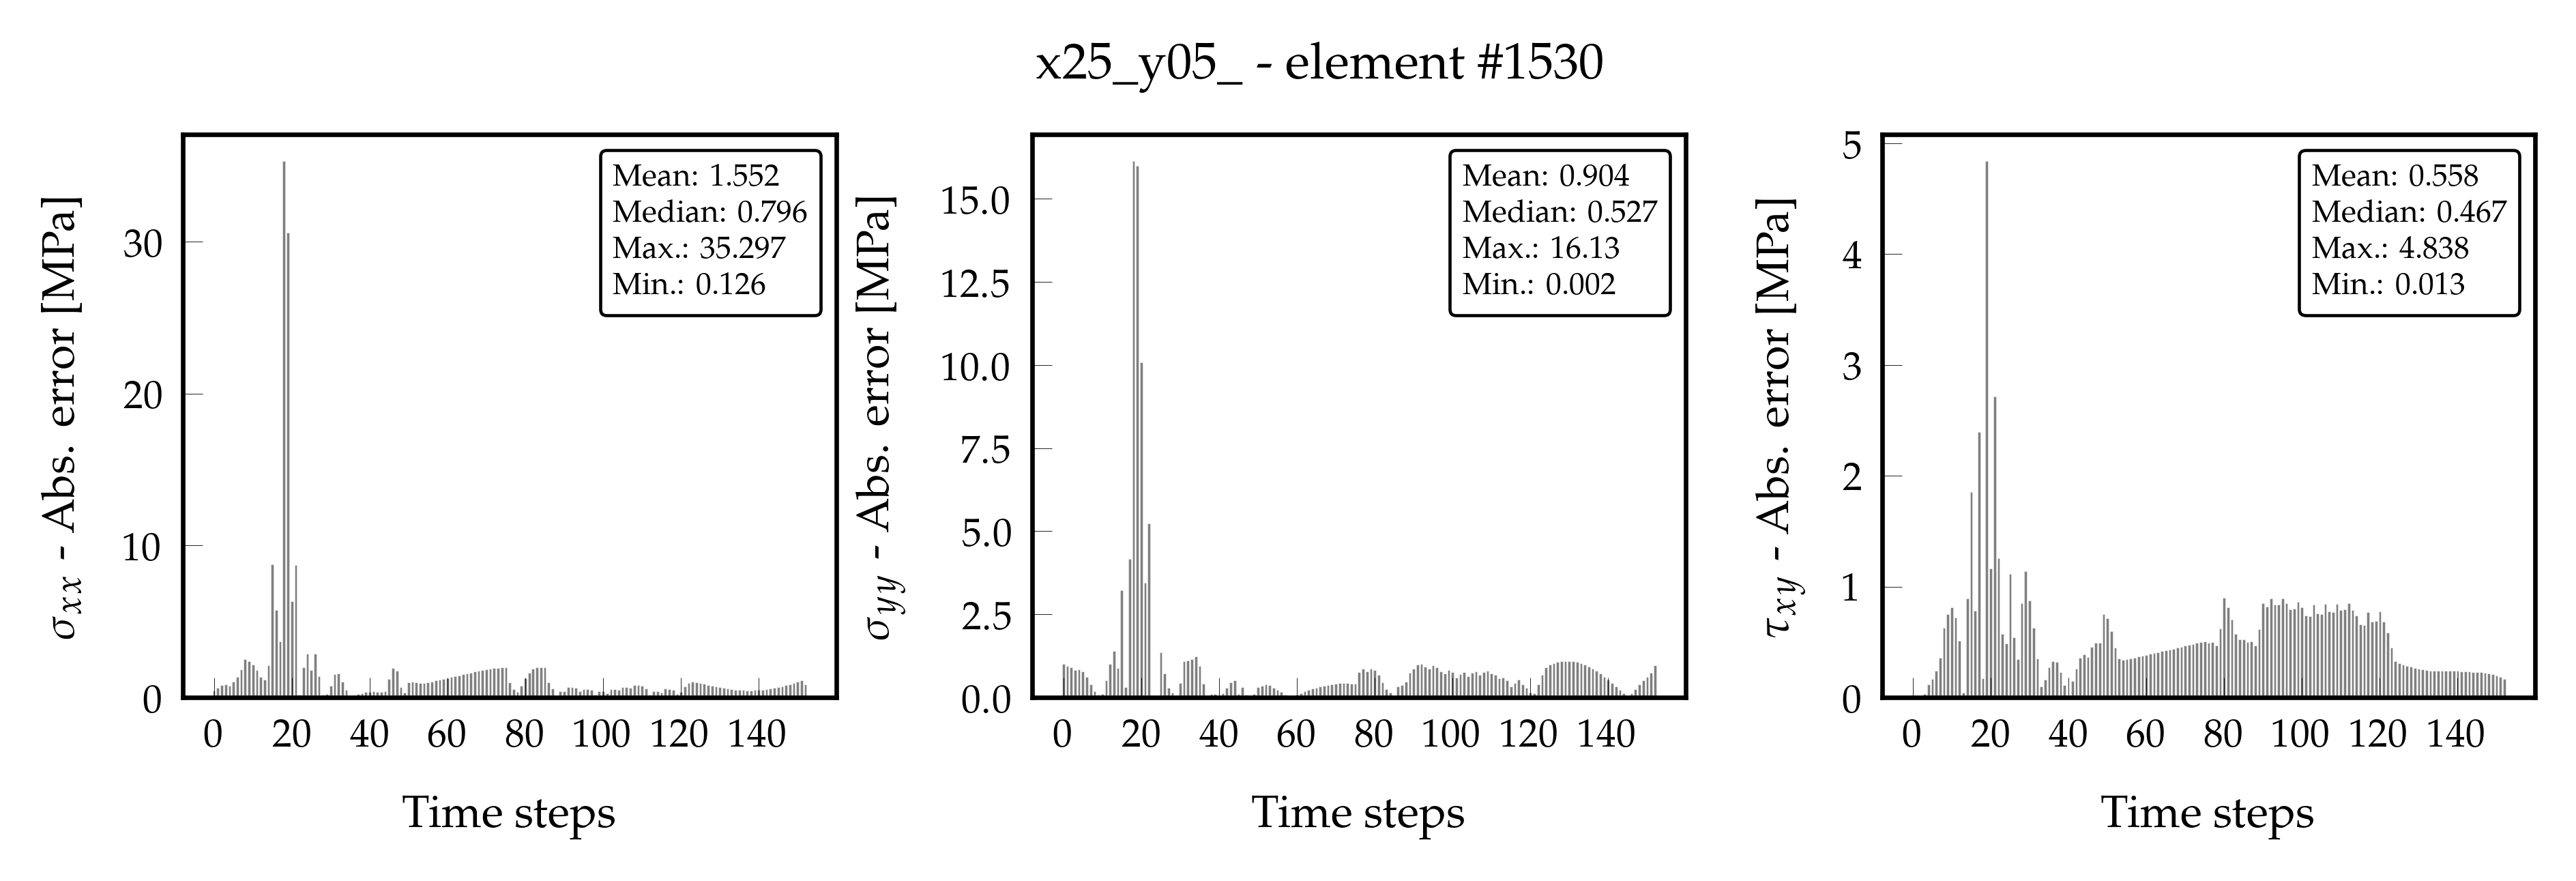 x25_y05_ - element #1530
σxx - Abs. error [MPa]
30
20
10
0
Mean: 1.552
Median: 0.796
Max.: 35.297
Min.: 0.126
0 20 40 60 80 100 120 140
Time steps
σyy - Abs. error [MPa]
15.0
12.5
10.0
7.5
5.0
2.5
0.0
Mean: 0.904
Median: 0.527
Max.: 16.13
Min.: 0.002
0 20 40 60 80 100 120 140
Time steps
τxy - Abs. error [MPa]
5
4
3
2
1
0
Mean: 0.558
Median: 0.467
Max.: 4.838
Min.: 0.013
0 20 40 60 80 100 120 140
Time steps